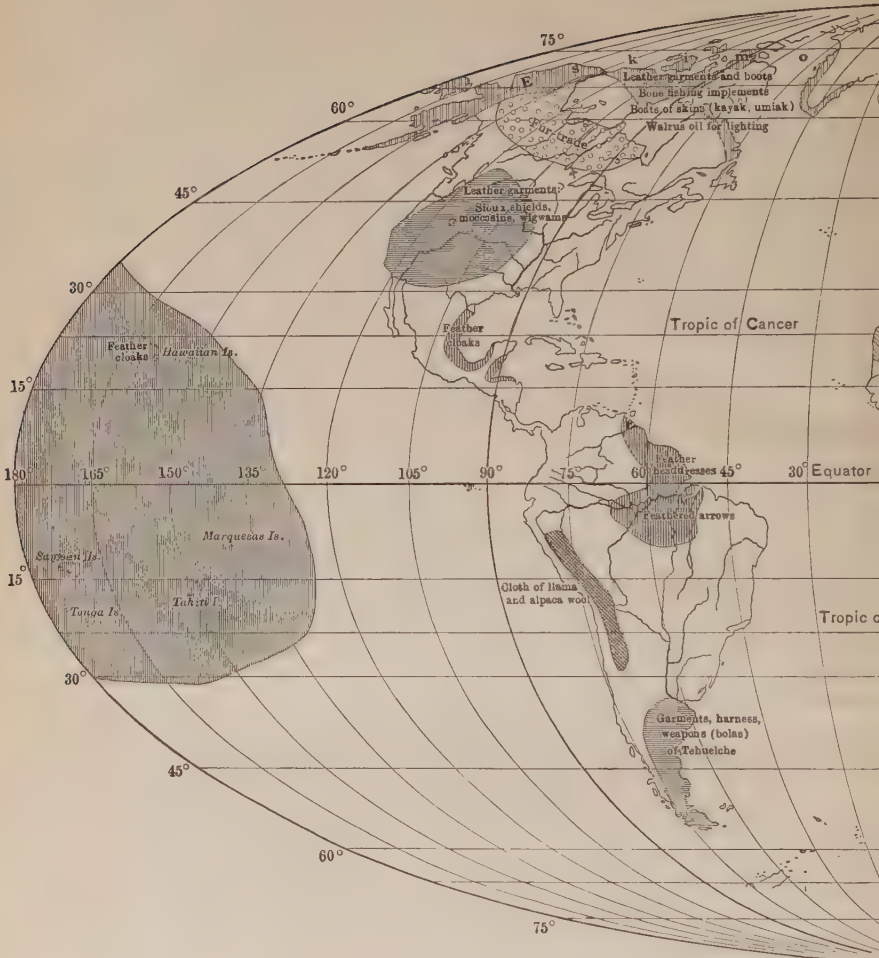 75°
E s k i m o
Leather garments and boots
Bone fishing implements
Boats of skins (kayak, umiak)
Walrus oil for lighting
60°
Fur trade
45°
Leather garments,
Sioux shields,
moccosins, wigwams
30°
Feather
cloaks
Hawaiian Is.
Feather
cloaks
Tropic of Cancer
15°
Feather
headdresses
180° 165° 150° 135° 120° 105° 90° 75° 60° 45° 30° Equator
Feathered arrows
Marquesas Is.
Samoan Is.
15°
Cloth of llama
and alpaca wool
Tonga Is.
Tahiti I.
Tropic o
30°
Garments, harness,
weapons (bolas)
of Tehuelche
45°
60°
75°